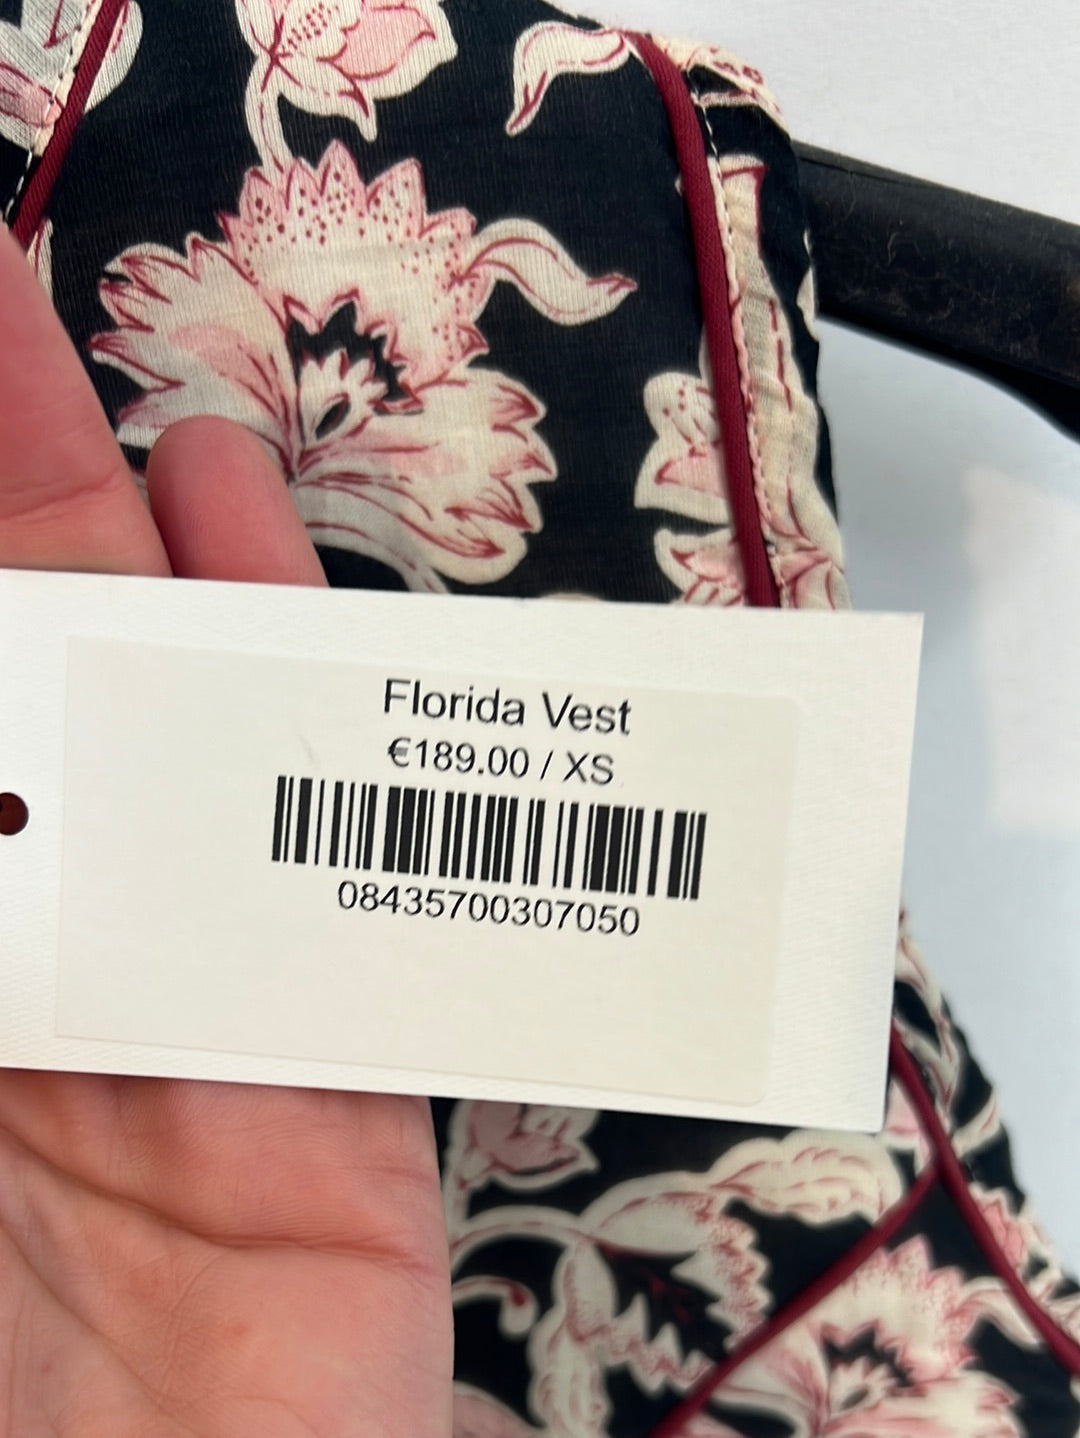 Florida Vest
€189.00 / XS
08435700307050